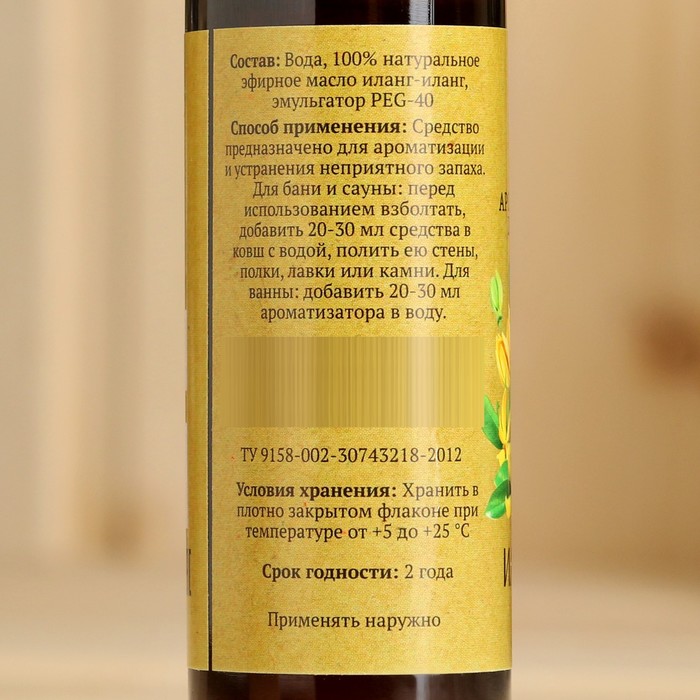 Состав: Вода, 100% натуральное
эфирное масло иланг-иланг,
эмульгатор PEG-40
Способ применения: Средство
предназначено для ароматизации
и устранения неприятного запаха.
Для бани и сауны: перед
использованием взболтать,
добавить 20-30 мл средства в
ковш с водой, полить ею стены,
полки, лавки или камни. Для
ванны: добавить 20-30 мл
ароматизатора в воду.
ТУ 9158-002-30743218-2012
Условия хранения: Хранить в
плотно закрытом флаконе при
температуре от +5 до +25 °С
Срок годности: 2 года
Применять наружно